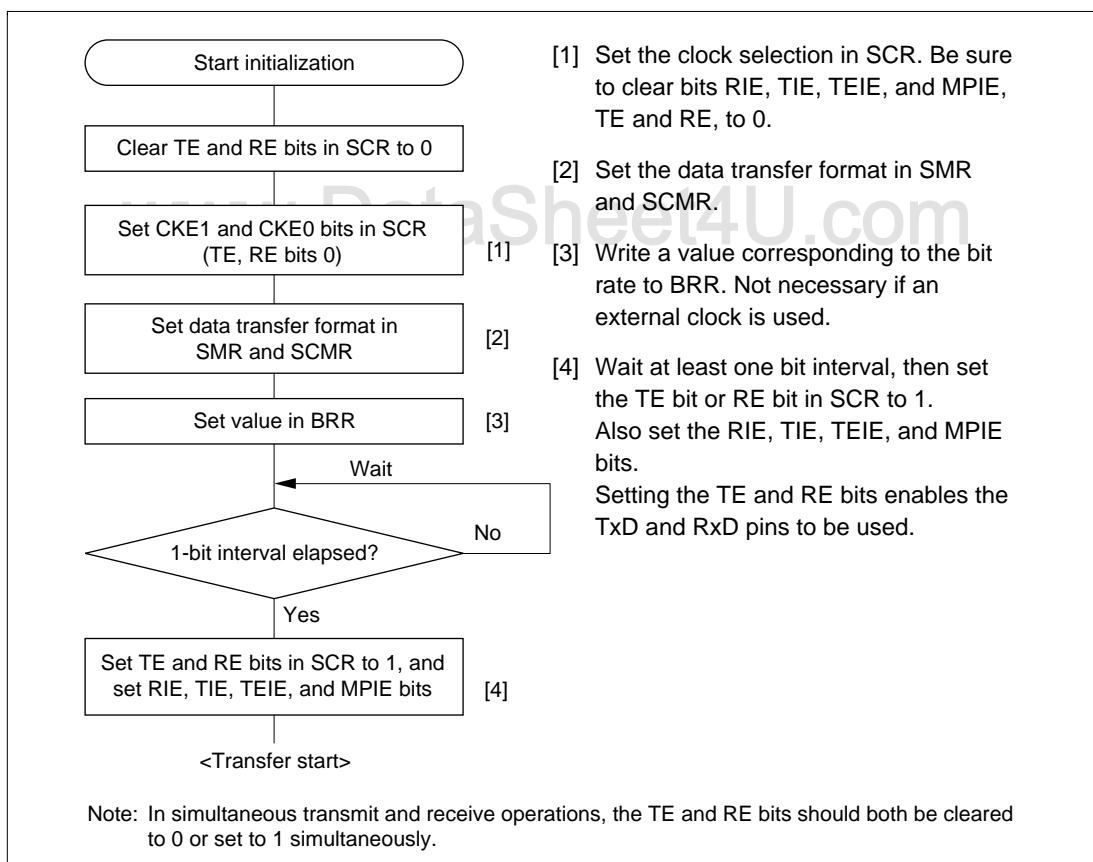 Start initialization
Clear TE and RE bits in SCR to 0
Set CKE1 and CKE0 bits in SCR
(TE, RE bits 0)
[1]
Set data transfer format in
SMR and SCMR
[2]
Set value in BRR
[3]
Wait
No
1-bit interval elapsed?
Yes
Set TE and RE bits in SCR to 1, and
set RIE, TIE, TEIE, and MPIE bits
[4]
<Transfer start>
[1] Set the clock selection in SCR. Be sure
to clear bits RIE, TIE, TEIE, and MPIE,
TE and RE, to 0.
[2] Set the data transfer format in SMR
and SCMR.
[3] Write a value corresponding to the bit
rate to BRR. Not necessary if an
external clock is used.
[4] Wait at least one bit interval, then set
the TE bit or RE bit in SCR to 1.
Also set the RIE, TIE, TEIE, and MPIE
bits.
Setting the TE and RE bits enables the
TxD and RxD pins to be used.
Note: In simultaneous transmit and receive operations, the TE and RE bits should both be cleared
to 0 or set to 1 simultaneously.
www.DataSheet4U.com